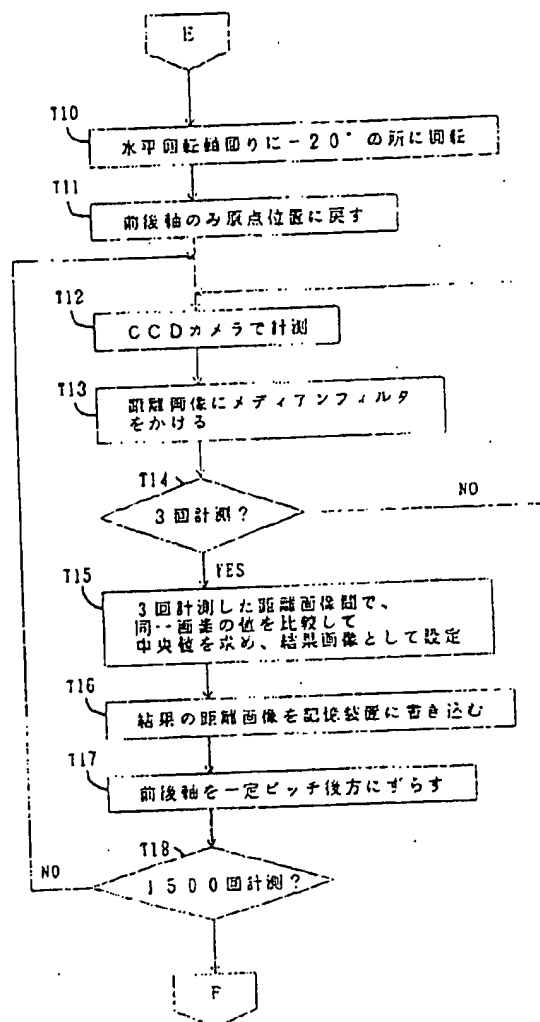 E
T10
水平回転軸回りに-20°の所に回転
T11
前後軸のみ原点位置に戻す
T12
CCDカメラで計測
T13
距離画像にメディアンフィルタ
をかける
T14
3回計測?
NO
YES
T15
3回計測した距離画像間で、
同一画素の値を比較して
中央値を求め、結果画像として設定
T16
結果の距離画像を記憶装置に書き込む
T17
前後軸を一定ピッチ後方にずらす
T18
NO
1500回計測?
F